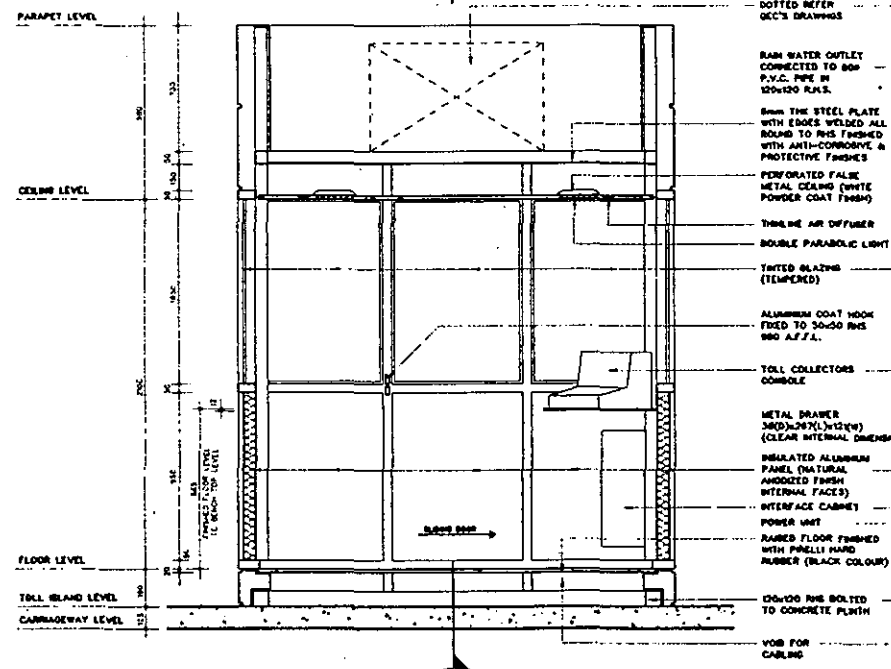 PARAPET LEVEL
CEILING LEVEL
FLOOR LEVEL
TOLL ISLAND LEVEL
CARRIAGEWAY LEVEL
FINISHED FLOOR LEVEL
TO BENCH TOP LEVEL
SLIDING DOOR
DOTTED REFER
GEC'S DRAWINGS
RAIN WATER OUTLET
CONNECTED TO
P.V.C. PIPE IN
120x120 R.H.S.
6mm THK STEEL PLATE
WITH EDGES WELDED ALL
ROUND TO RHS FINISHED
WITH ANTI-CORROSIVE &
PROTECTIVE FINISHES
PERFORATED FALSE
METAL CEILING (WHITE
POWDER COAT FINISH)
THINLINE AIR DIFFUSER
DOUBLE PARABOLIC LIGHT
TINTED GLAZING
(TEMPERED)
ALUMINIUM COAT HOOK
FIXED TO 50x50 RHS
A.F.F.L.
TOLL COLLECTORS
CONSOLE
METAL DRAWER
(CLEAR INTERNAL DIMENS
INSULATED ALUMINIUM
PANEL (NATURAL
ANODIZED FINISH
INTERNAL FACES)
INTERFACE CABINET
POWER UNIT
RAISED FLOOR FINISHED
WITH PIRELLI HARD
RUBBER (BLACK COLOUR)
120x120 RHS BOLTED
TO CONCRETE PLINTH
VOID FOR
CABLING